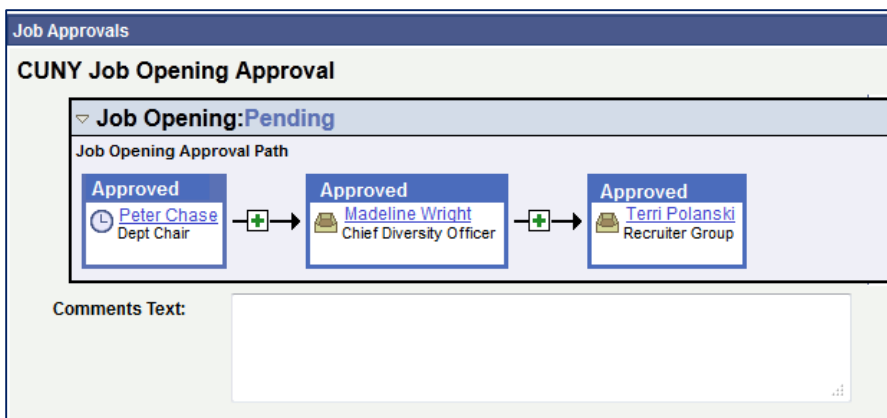 Job Approvals
CUNY Job Opening Approval
Job Opening:Pending
Job Opening Approval Path
Approved
Peter Chase
Dept Chair
Approved
Madeline Wright
Chief Diversity Officer
Approved
Terri Polanski
Recruiter Group
Comments Text: